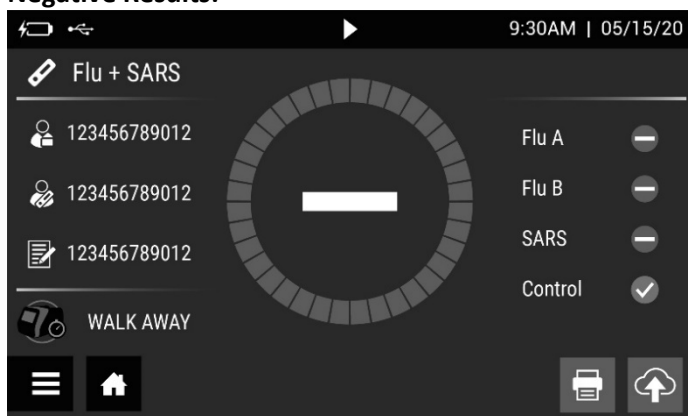 Negative Results:
9:30AM | 05/15/20
Flu + SARS
123456789012
123456789012
123456789012
WALK AWAY
Flu A
Flu B
SARS
Control